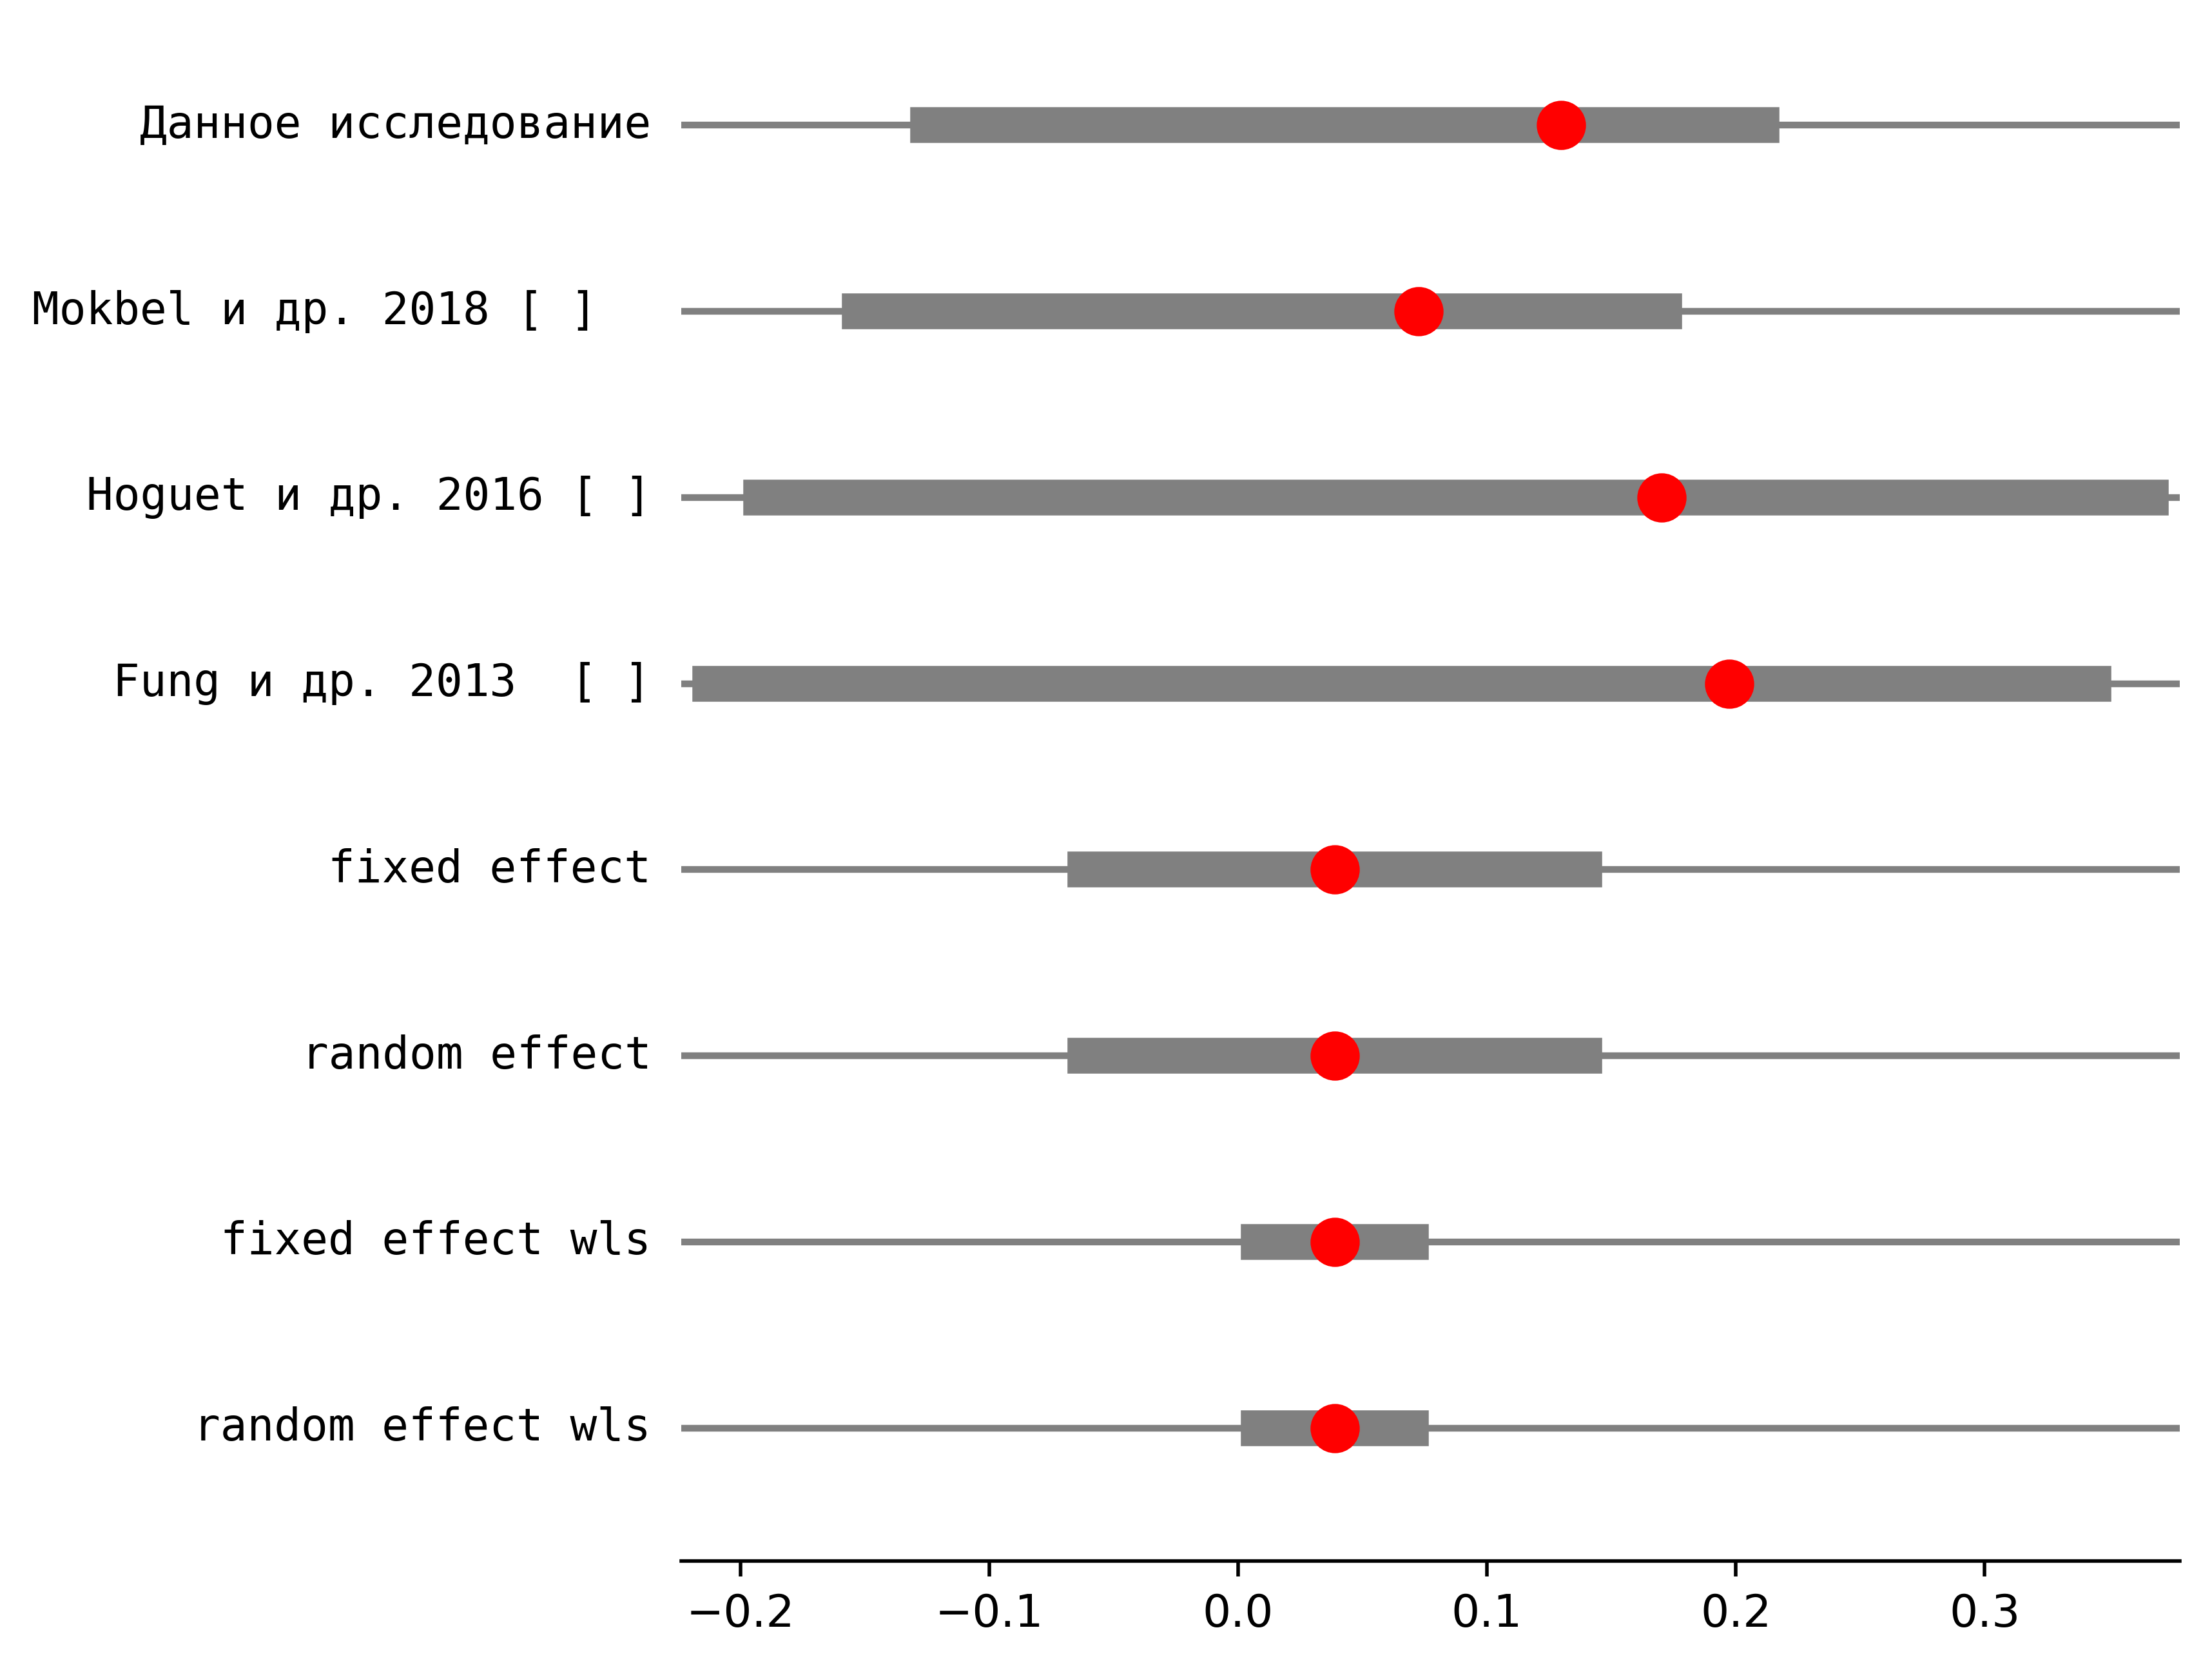 Данное исследование
Mokbel и др. 2018 [ ]
Hoguet и др. 2016 [ ]
Fung и др. 2013  [ ]
fixed effect
random effect
fixed effect wls
random effect wls
−0.2 −0.1 0.0 0.1 0.2 0.3